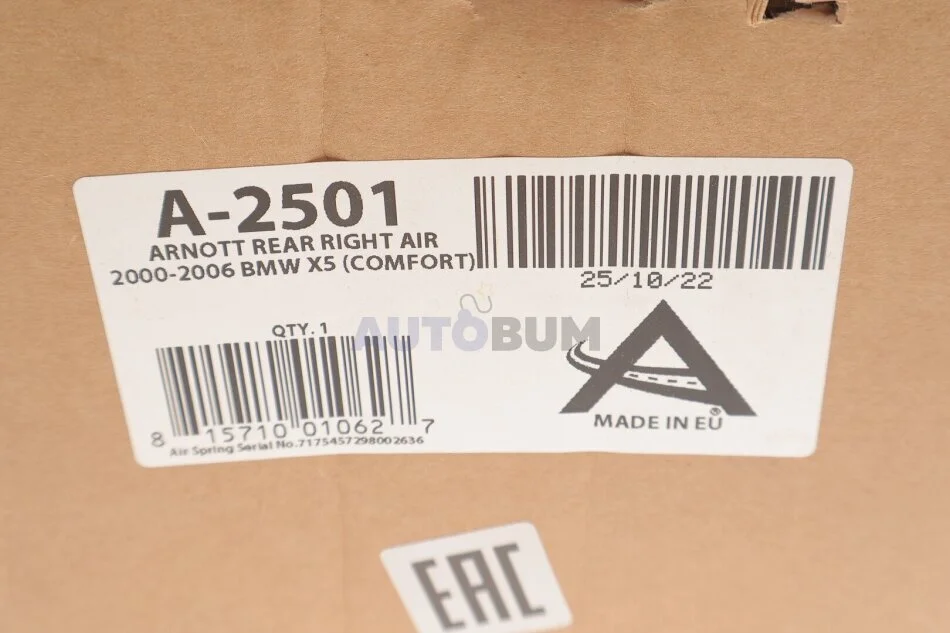 A-2501
ARNOTT REAR RIGHT AIR
2000-2006 BMW X5 (COMFORT)
25/10/22
AUTOBUM
QTY. 1
8 15710 01062 7
Air Spring Serial No.7175457298002636
MADE IN EU
®
EAC